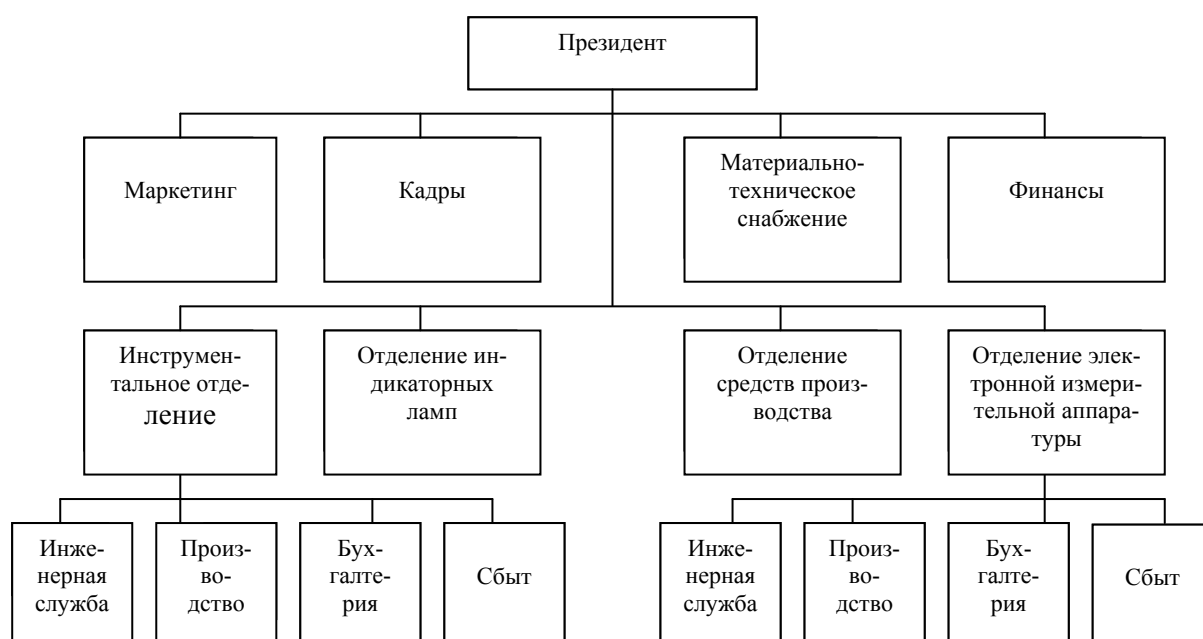 Президент
Маркетинг
Кадры
Материально-
техническое
снабжение
Финансы
Инструмен-
тальное отде-
ление
Отделение ин-
дикаторных
ламп
Отделение
средств произ-
водства
Отделение элек-
тронной измери-
тельной аппара-
туры
Инже-
нерная
служба
Произ-
во-
дство
Бух-
галте-
рия
Сбыт
Инже-
нерная
служба
Произ-
во-
дство
Бух-
галте-
рия
Сбыт